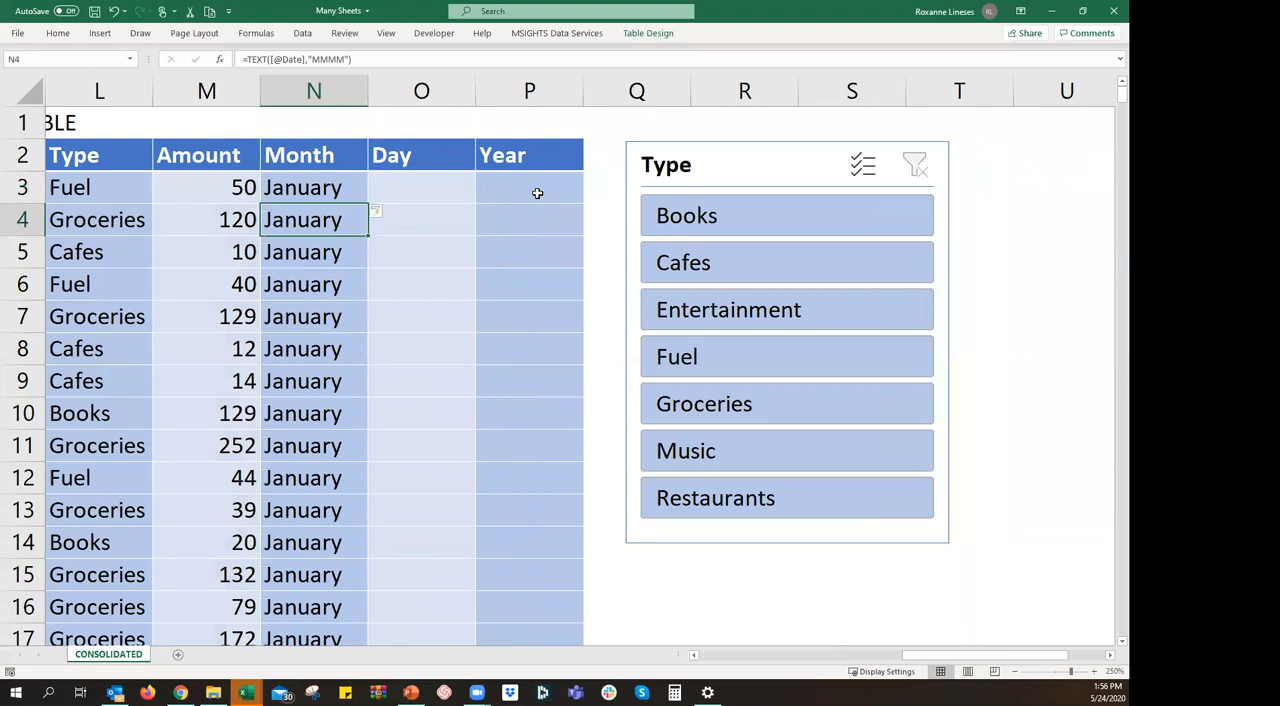 AutoSave Off Many Sheets Search Roxanne Lineses RL
File Home Insert Draw Page Layout Formulas Data Review View Developer Help MSIGHTS Data Services Table Design Share Comments
N4 fx =TEXT([@Date],"MMMM")
L M N O P Q R S T U
1 BLE
2 Type Amount Month Day Year
3 Fuel 50 January
4 Groceries 120 January
5 Cafes 10 January
6 Fuel 40 January
7 Groceries 129 January
8 Cafes 12 January
9 Cafes 14 January
10 Books 129 January
11 Groceries 252 January
12 Fuel 44 January
13 Groceries 39 January
14 Books 20 January
15 Groceries 132 January
16 Groceries 79 January
17 Groceries 172 January
Type
Books
Cafes
Entertainment
Fuel
Groceries
Music
Restaurants
CONSOLIDATED
Display Settings 250%
30
1:56 PM
5/24/2020